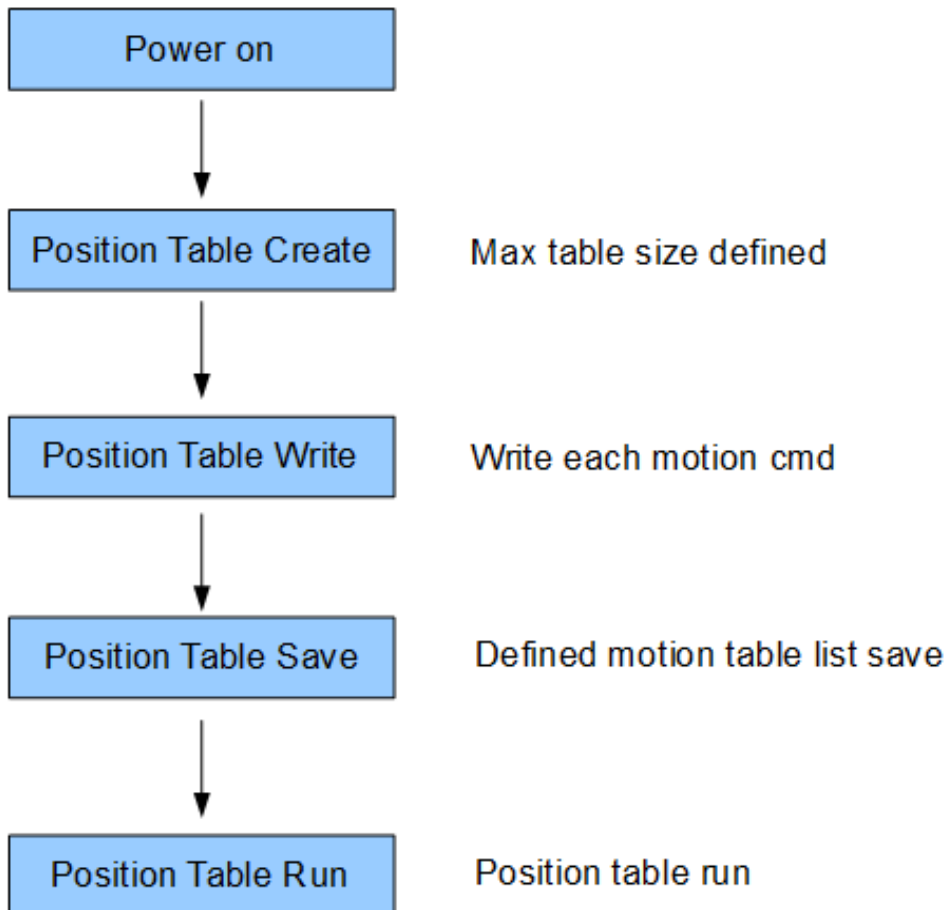 Power on
Position Table Create
Max table size defined
Position Table Write
Write each motion cmd
Position Table Save
Defined motion table list save
Position Table Run
Position table run